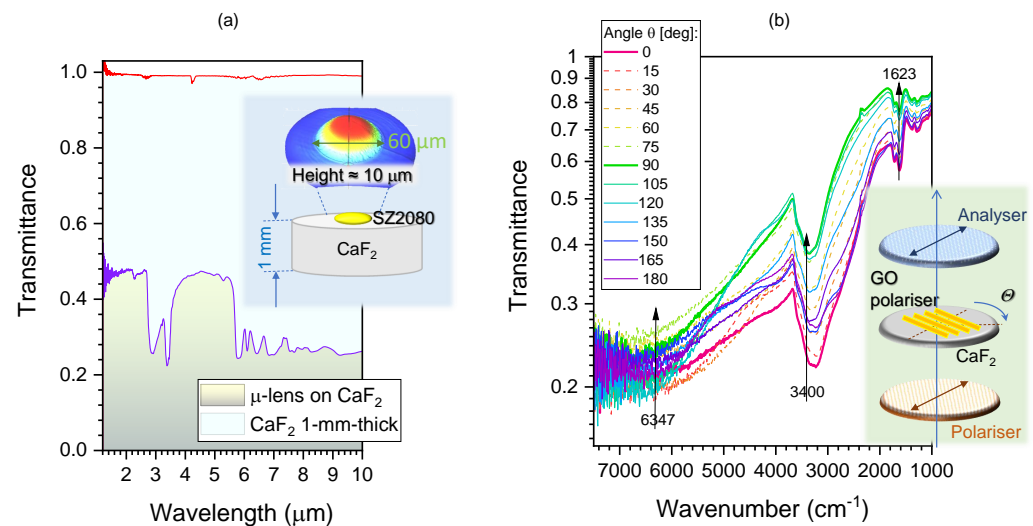 (a)
Transmittance
1.0
0.8
0.6
0.4
0.2
0.0
2
3
4
5
6
7
8
9
10
Wavelength (μm)
60 μm
Height ≈ 10 μm
SZ2080
1 mm
CaF₂
μ-lens on CaF₂
CaF₂ 1-mm-thick
(b)
Angle θ [deg]:
0
15
30
45
60
75
90
105
120
135
150
165
180
Transmittance
1
0.9
0.8
0.7
0.6
0.5
0.4
0.3
0.2
7000
6000
5000
4000
3000
2000
1000
Wavenumber (cm⁻¹)
1623
3400
6347
Analyser
GO
polariser
Θ
CaF₂
Polariser